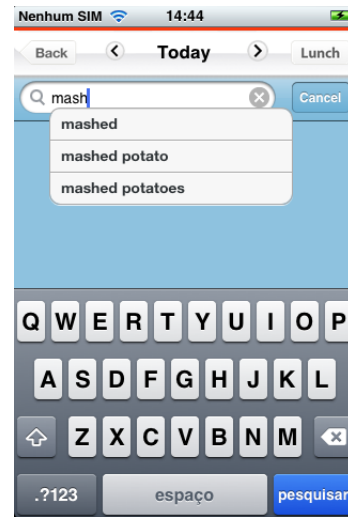 Nenhum SIM 14:44
Back Today Lunch
mash Cancel
mashed
mashed potato
mashed potatoes
Q W E R T Y U I O P
A S D F G H J K L
Z X C V B N M
.?123 espaço pesquisar